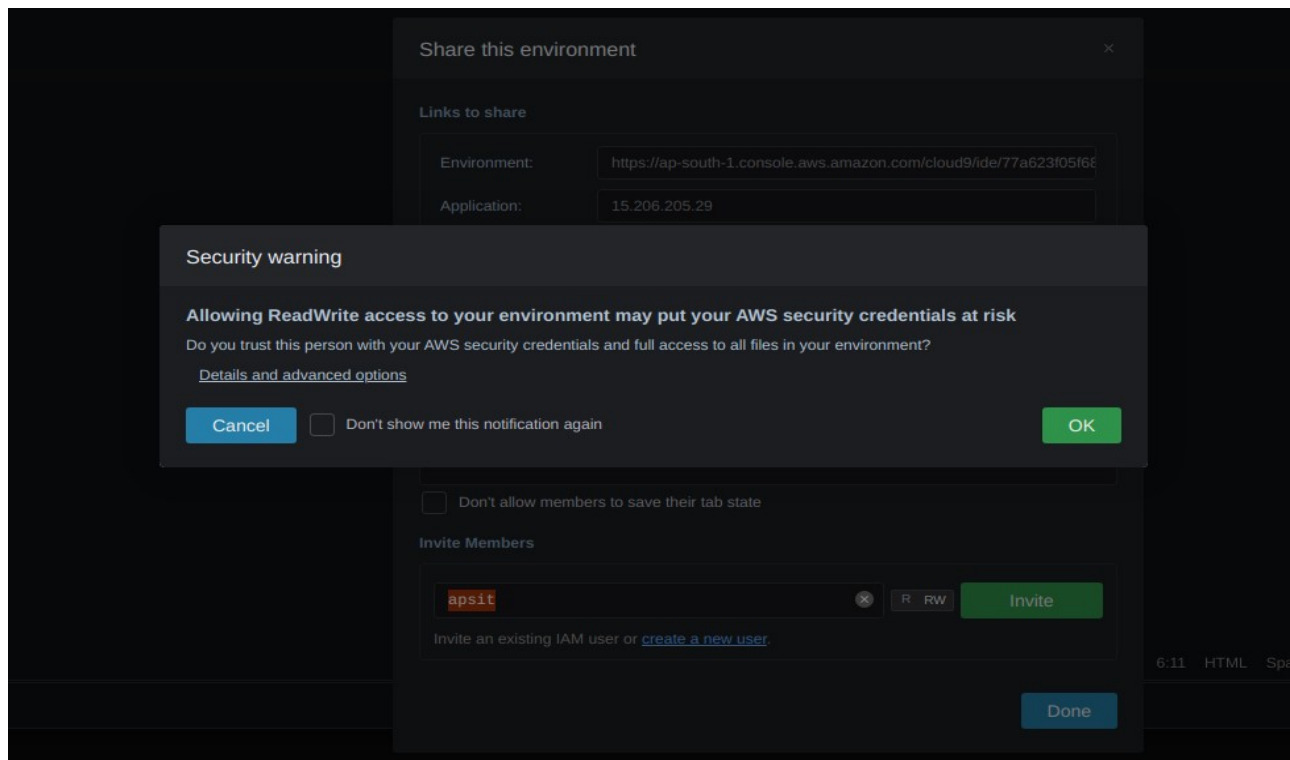 Share this environment ×
Links to share
Environment: https://ap-south-1.console.aws.amazon.com/cloud9/ide/77a623f05f68
Application: 15.206.205.29
Security warning
Allowing ReadWrite access to your environment may put your AWS security credentials at risk
Do you trust this person with your AWS security credentials and full access to all files in your environment?
Details and advanced options
Cancel Don't show me this notification again OK
Don't allow members to save their tab state
Invite Members
apsit R RW Invite
Invite an existing IAM user or create a new user.
6:11 HTML Spa
Done